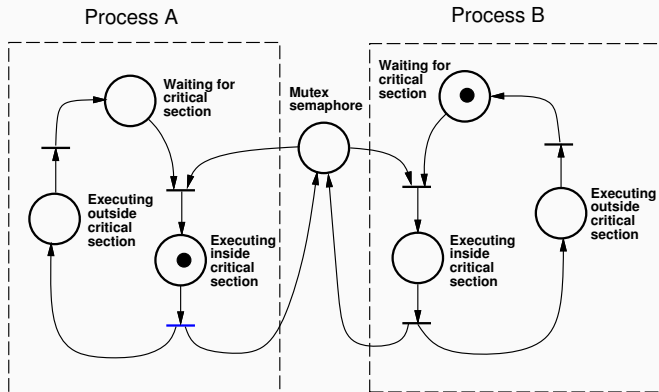 Process A
Process B
Waiting for
critical
section
Mutex
semaphore
Waiting for
critical
section
Executing
outside
critical
section
Executing
inside
critical
section
Executing
inside
critical
section
Executing
outside
critical
section